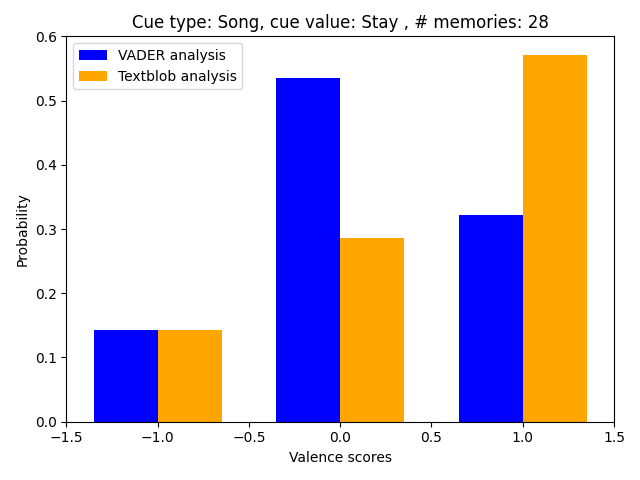 Cue type: Song, cue value: Stay , # memories: 28
VADER analysis
Textblob analysis
Probability
0.6
0.5
0.4
0.3
0.2
0.1
0.0
−1.5 −1.0 −0.5 0.0 0.5 1.0 1.5
Valence scores